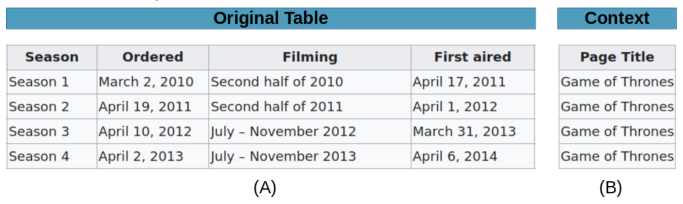 Original Table Context
Season Ordered Filming First aired Page Title
Season 1 March 2, 2010 Second half of 2010 April 17, 2011 Game of Thrones
Season 2 April 19, 2011 Second half of 2011 April 1, 2012 Game of Thrones
Season 3 April 10, 2012 July – November 2012 March 31, 2013 Game of Thrones
Season 4 April 2, 2013 July – November 2013 April 6, 2014 Game of Thrones
(A) (B)